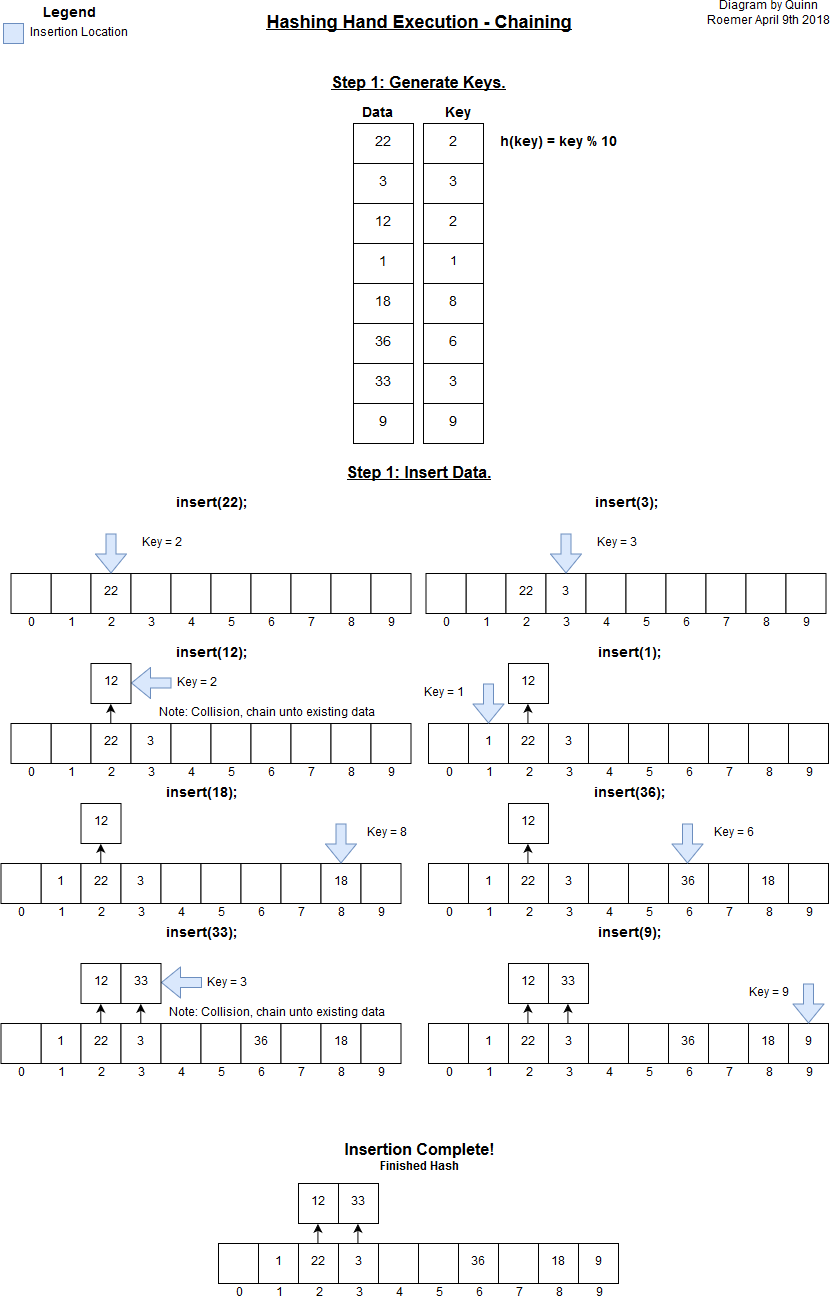 Legend
Insertion Location
Hashing Hand Execution - Chaining
Diagram by Quinn
Roemer April 9th 2018
Step 1: Generate Keys.
Data Key
22 2 h(key) = key % 10
3 3
12 2
1 1
18 8
36 6
33 3
9 9
Step 1: Insert Data.
insert(22);
Key = 2
22
0 1 2 3 4 5 6 7 8 9
insert(3);
Key = 3
22 3
0 1 2 3 4 5 6 7 8 9
insert(12);
12 Key = 2
Note: Collision, chain unto existing data
22 3
0 1 2 3 4 5 6 7 8 9
insert(1);
12
Key = 1
1 22 3
0 1 2 3 4 5 6 7 8 9
insert(18);
12
Key = 8
1 22 3 18
0 1 2 3 4 5 6 7 8 9
insert(36);
12
Key = 6
1 22 3 36 18
0 1 2 3 4 5 6 7 8 9
insert(33);
12 33 Key = 3
Note: Collision, chain unto existing data
1 22 3 36 18
0 1 2 3 4 5 6 7 8 9
insert(9);
12 33
Key = 9
1 22 3 36 18 9
0 1 2 3 4 5 6 7 8 9
Insertion Complete!
Finished Hash
12 33
1 22 3 36 18 9
0 1 2 3 4 5 6 7 8 9